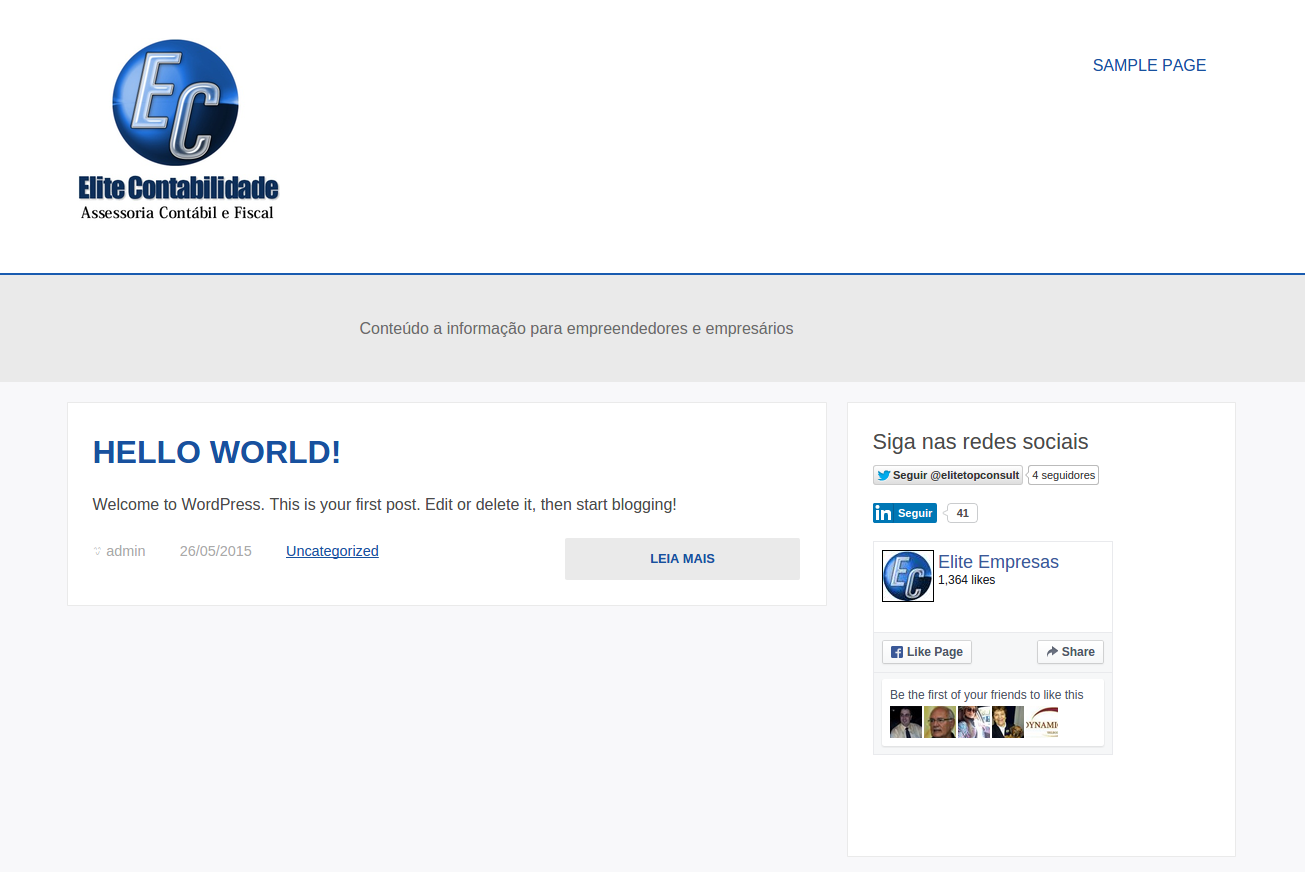 EC
Elite Contabilidade
Assessoria Contábil e Fiscal
SAMPLE PAGE
Conteúdo a informação para empreendedores e empresários
HELLO WORLD!
Welcome to WordPress. This is your first post. Edit or delete it, then start blogging!
admin 26/05/2015 Uncategorized
LEIA MAIS
Siga nas redes sociais
Seguir @elitetopconsult 4 seguidores
in Seguir 41
EC
Elite Empresas
1,364 likes
Like Page Share
Be the first of your friends to like this
DYNAMI